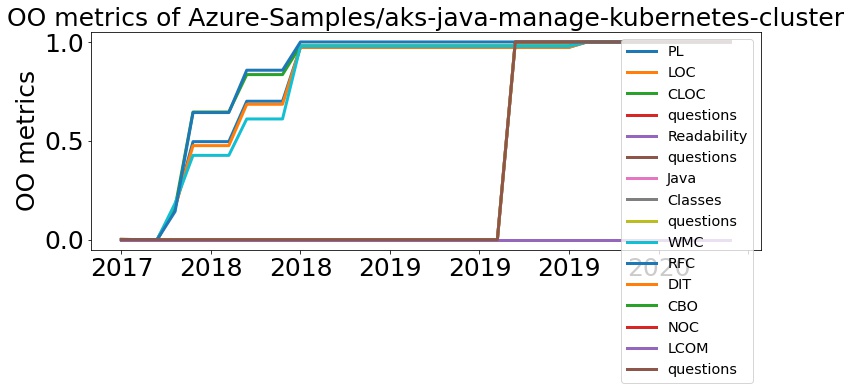 OO metrics of Azure-Samples/aks-java-manage-kubernetes-cluster
OO metrics
1.0
0.5
0.0
2017 2018 2018 2019 2019 2019 2020
PL
LOC
CLOC
questions
Readability
questions
Java
Classes
questions
WMC
RFC
DIT
CBO
NOC
LCOM
questions